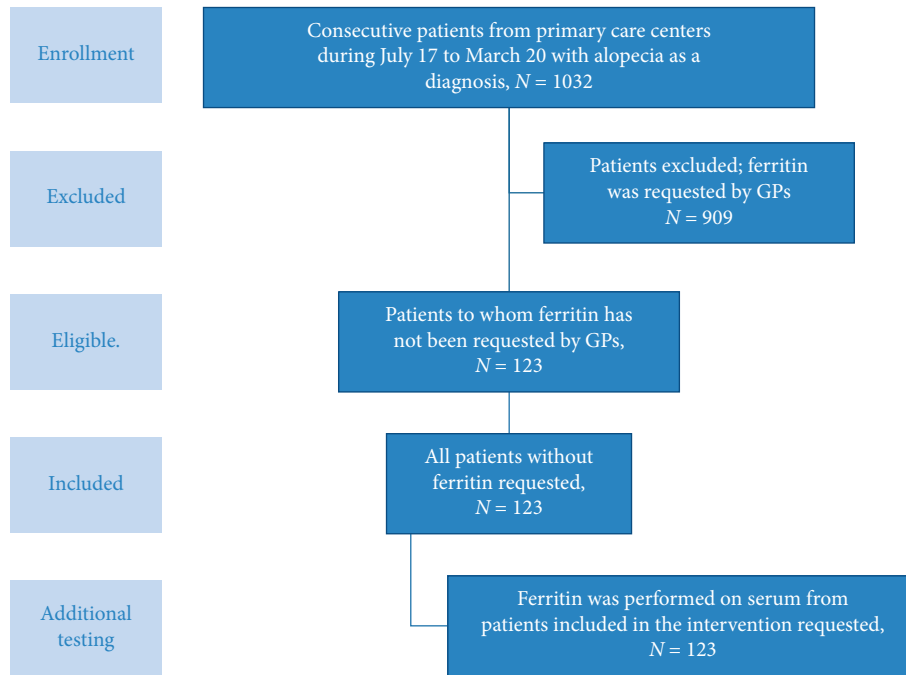 Enrollment
Consecutive patients from primary care centers
during July 17 to March 20 with alopecia as a
diagnosis, N = 1032
Excluded
Patients excluded; ferritin
was requested by GPs
N = 909
Eligible.
Patients to whom ferritin has
not been requested by GPs,
N = 123
Included
All patients without
ferritin requested,
N = 123
Additional
testing
Ferritin was performed on serum from
patients included in the intervention requested,
N = 123